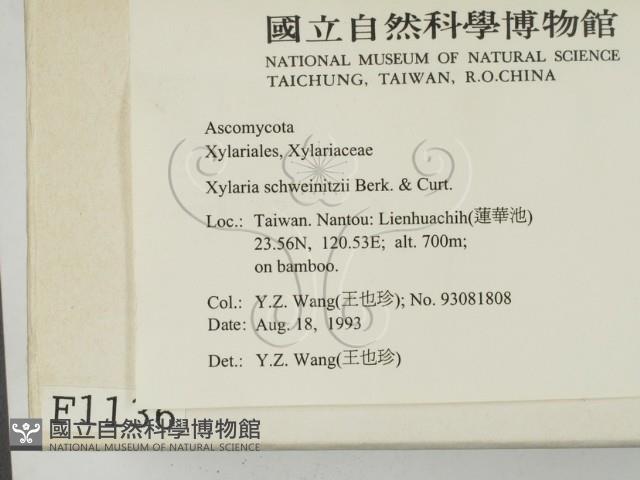 國立自然科學博物館
NATIONAL MUSEUM OF NATURAL SCIENCE
TAICHUNG, TAIWAN, R.O.CHINA
Ascomycota
Xylariales, Xylariaceae
Xylaria schweinitzii Berk. & Curt.
Loc.: Taiwan. Nantou: Lienhuachih(蓮華池)
23.56N, 120.53E; alt. 700m;
on bamboo.
Col.: Y.Z. Wang(王也珍); No. 93081808
Date: Aug. 18, 1993
Det.: Y.Z. Wang(王也珍)
F1136
國立自然科學博物館
NATIONAL MUSEUM OF NATURAL SCIENCE